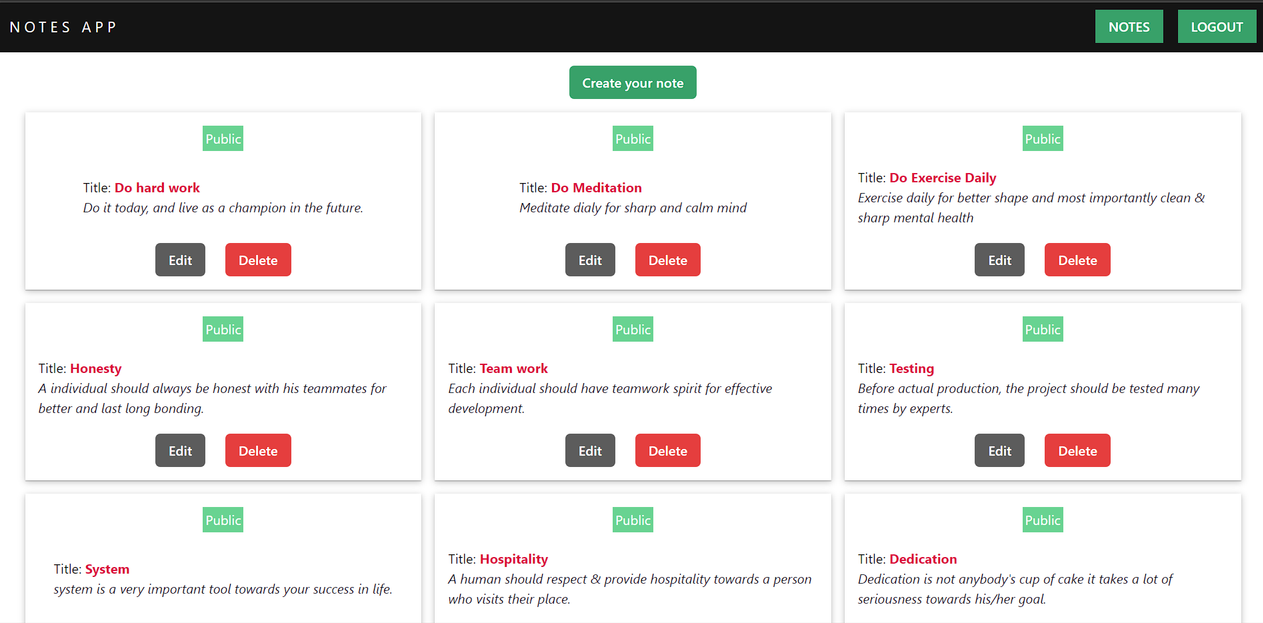 NOTES APP
NOTES
LOGOUT
Create your note
Public
Title: Do hard work
Do it today, and live as a champion in the future.
Edit
Delete
Public
Title: Do Meditation
Meditate dialy for sharp and calm mind
Edit
Delete
Public
Title: Do Exercise Daily
Exercise daily for better shape and most importantly clean &
sharp mental health
Edit
Delete
Public
Title: Honesty
A individual should always be honest with his teammates for
better and last long bonding.
Edit
Delete
Public
Title: Team work
Each individual should have teamwork spirit for effective
development.
Edit
Delete
Public
Title: Testing
Before actual production, the project should be tested many
times by experts.
Edit
Delete
Public
Title: System
system is a very important tool towards your success in life.
Public
Title: Hospitality
A human should respect & provide hospitality towards a person
who visits their place.
Public
Title: Dedication
Dedication is not anybody's cup of cake it takes a lot of
seriousness towards his/her goal.